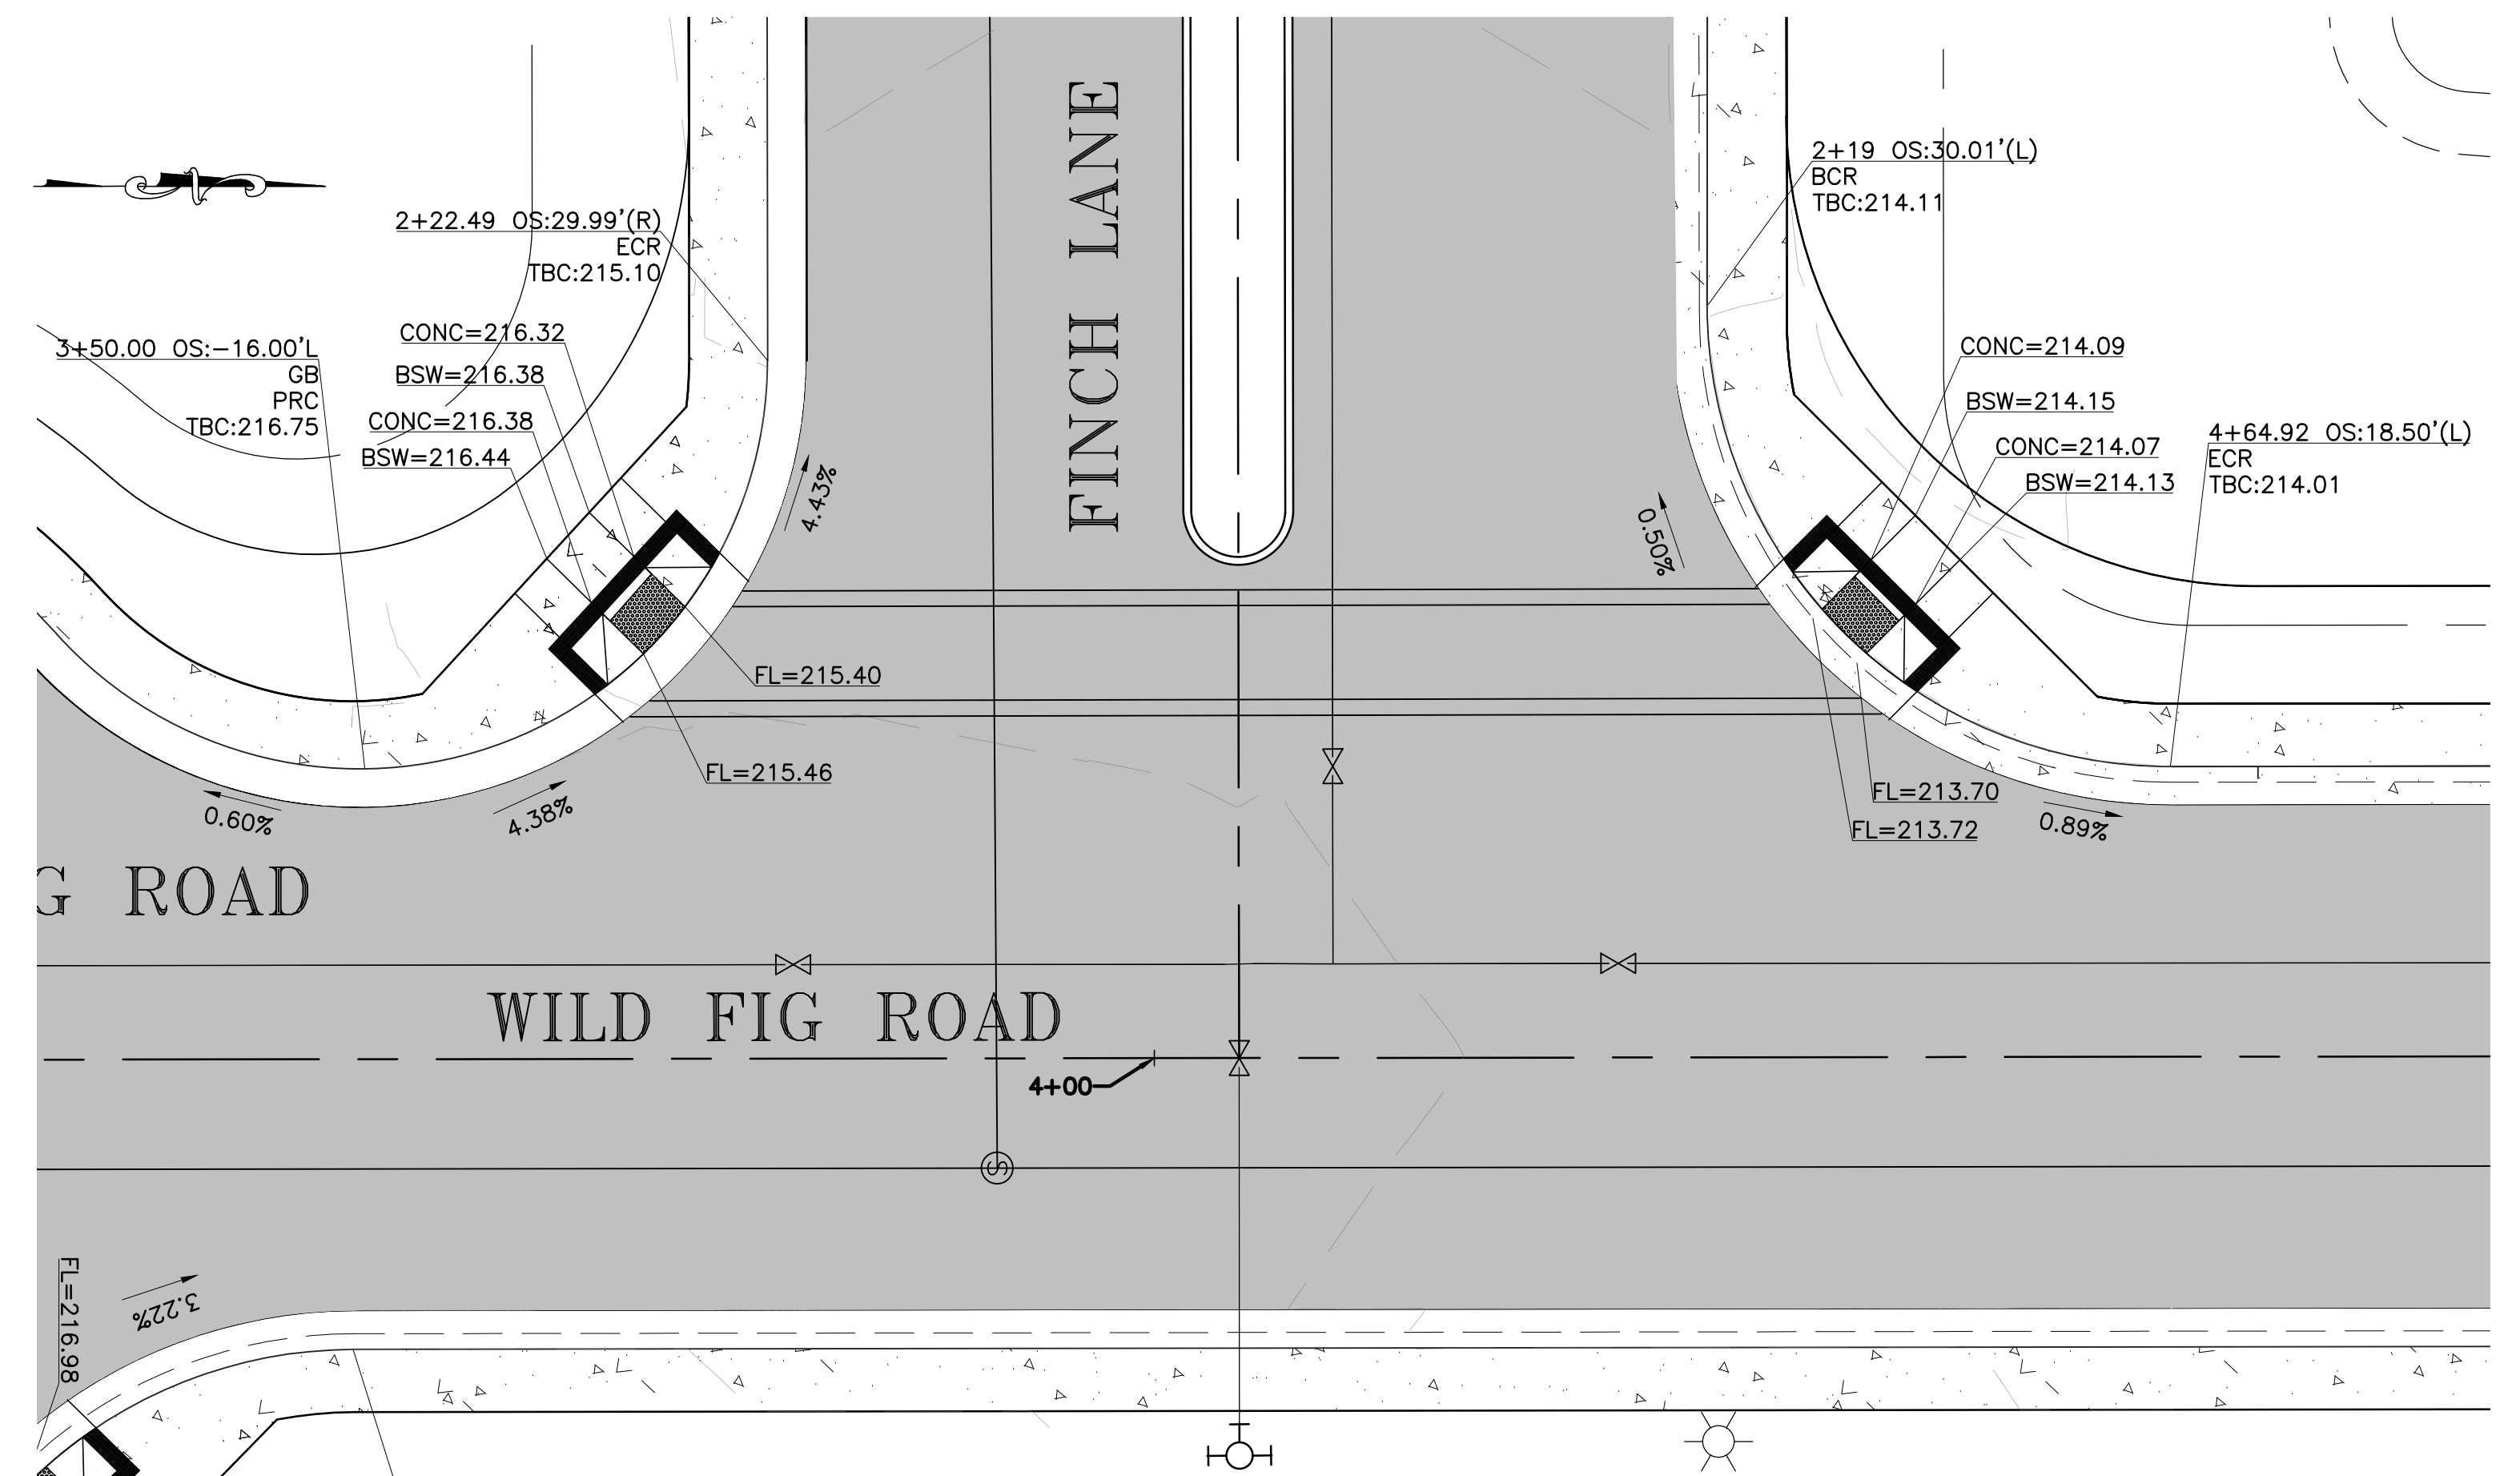 FINCH LANE
2+19 OS:30.01'(L)
BCR
TBC:214.11
2+22.49 OS:29.99'(R)
ECR
TBC:215.10
CONC=216.32
3+50.00 OS:-16.00'L
GB
PRC
TBC:216.75
BSW=216.38
CONC=216.38
BSW=216.44
CONC=214.09
BSW=214.15
4+64.92 OS:18.50'(L)
ECR
TBC:214.01
CONC=214.07
BSW=214.13
4.43%
0.50%
FL=215.40
FL=215.46
FL=213.70
FL=213.72
0.60%
4.38%
0.89%
G ROAD
WILD FIG ROAD
4+00
S
FL=216.98
3.22%